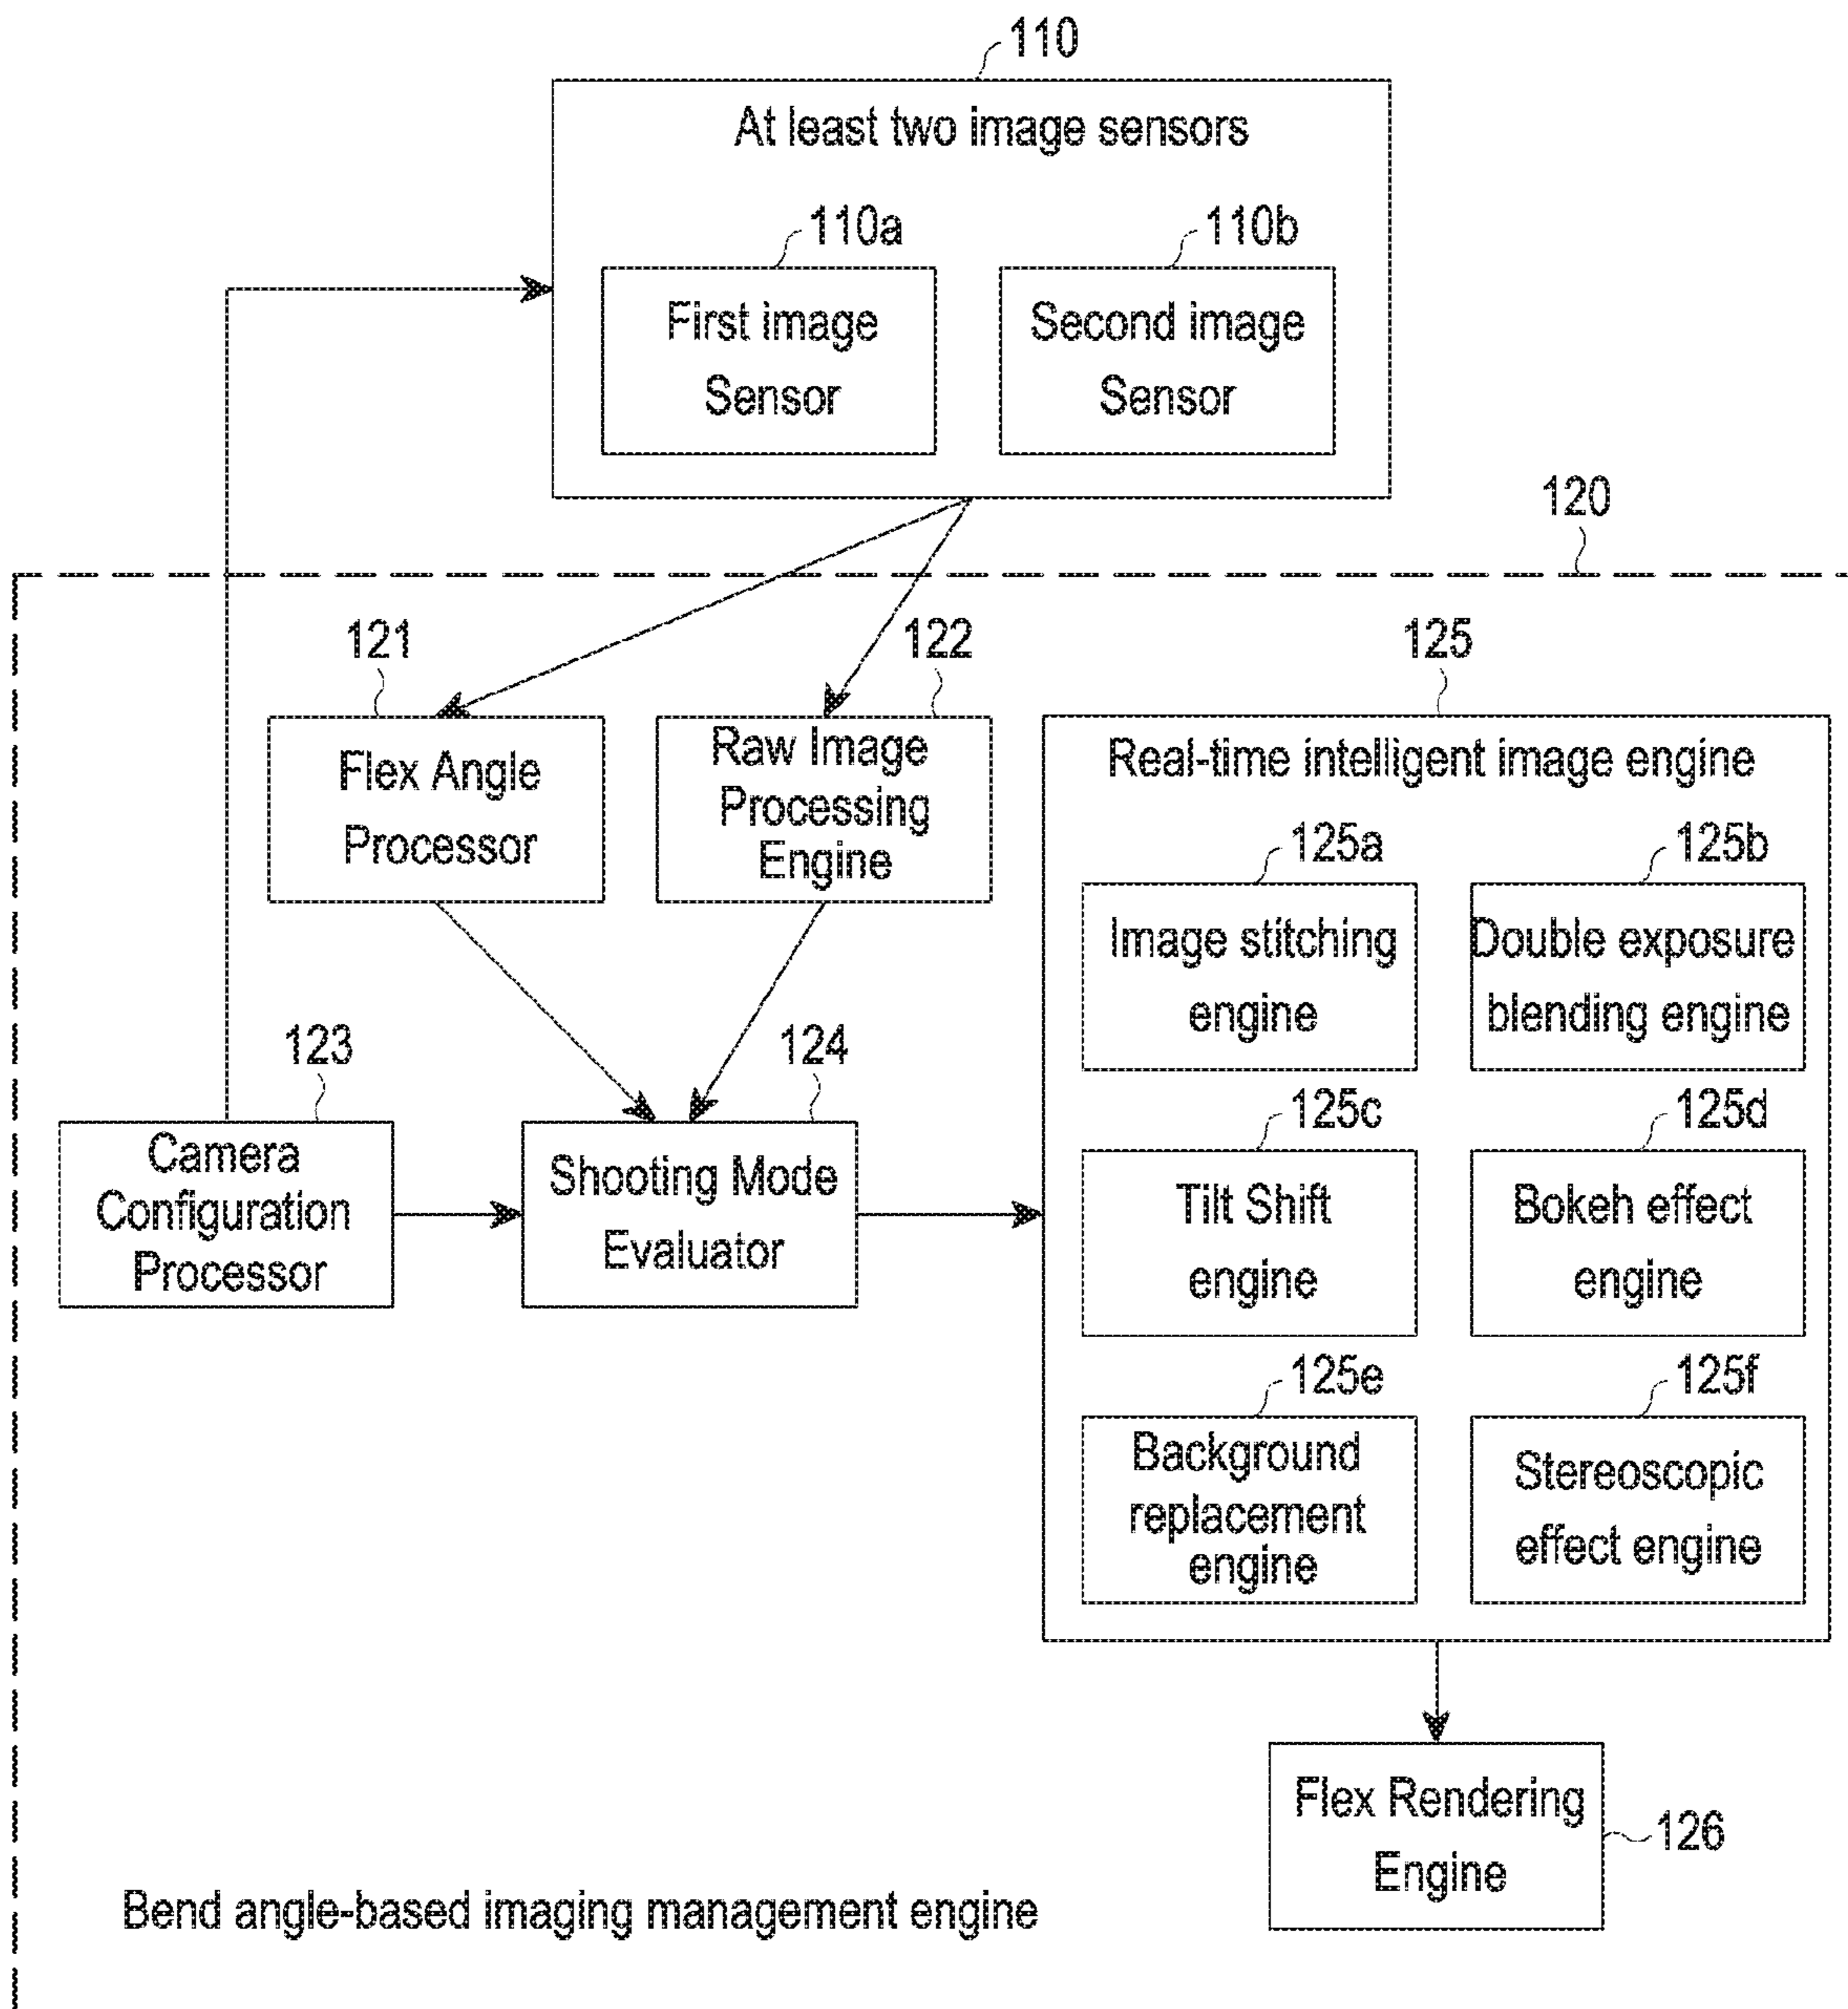 110
At least two image sensors
110a
110b
First image
Sensor
Second image
Sensor
120
121
122
125
Flex Angle
Processor
Raw Image
Processing
Engine
Real-time intelligent image engine
125a
125b
Image stitching
engine
Double exposure
blending engine
123
124
125c
125d
Camera
Configuration
Processor
Shooting Mode
Evaluator
Tilt Shift
engine
Bokeh effect
engine
125e
125f
Background
replacement
engine
Stereoscopic
effect engine
Flex Rendering
Engine
126
Bend angle-based imaging management engine